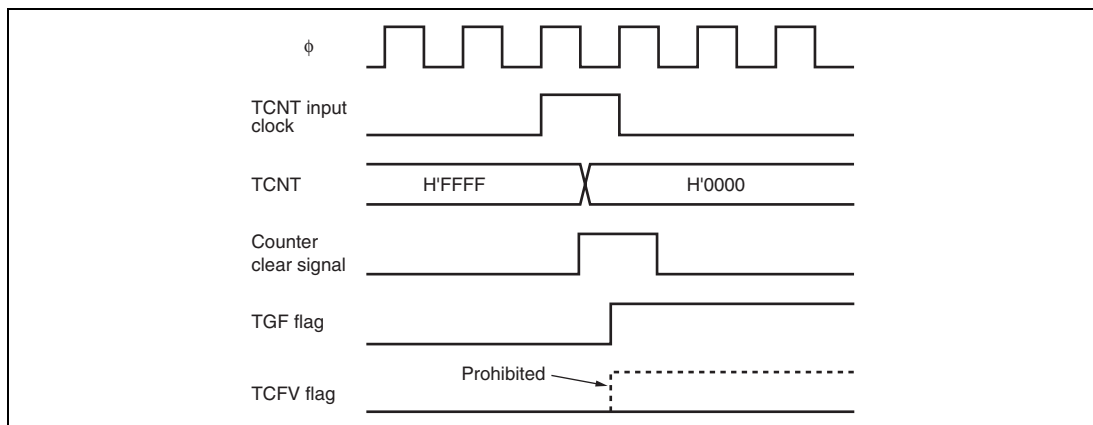 ϕ
TCNT input
clock
TCNT
H'FFFF
H'0000
Counter
clear signal
TGF flag
Prohibited
TCFV flag